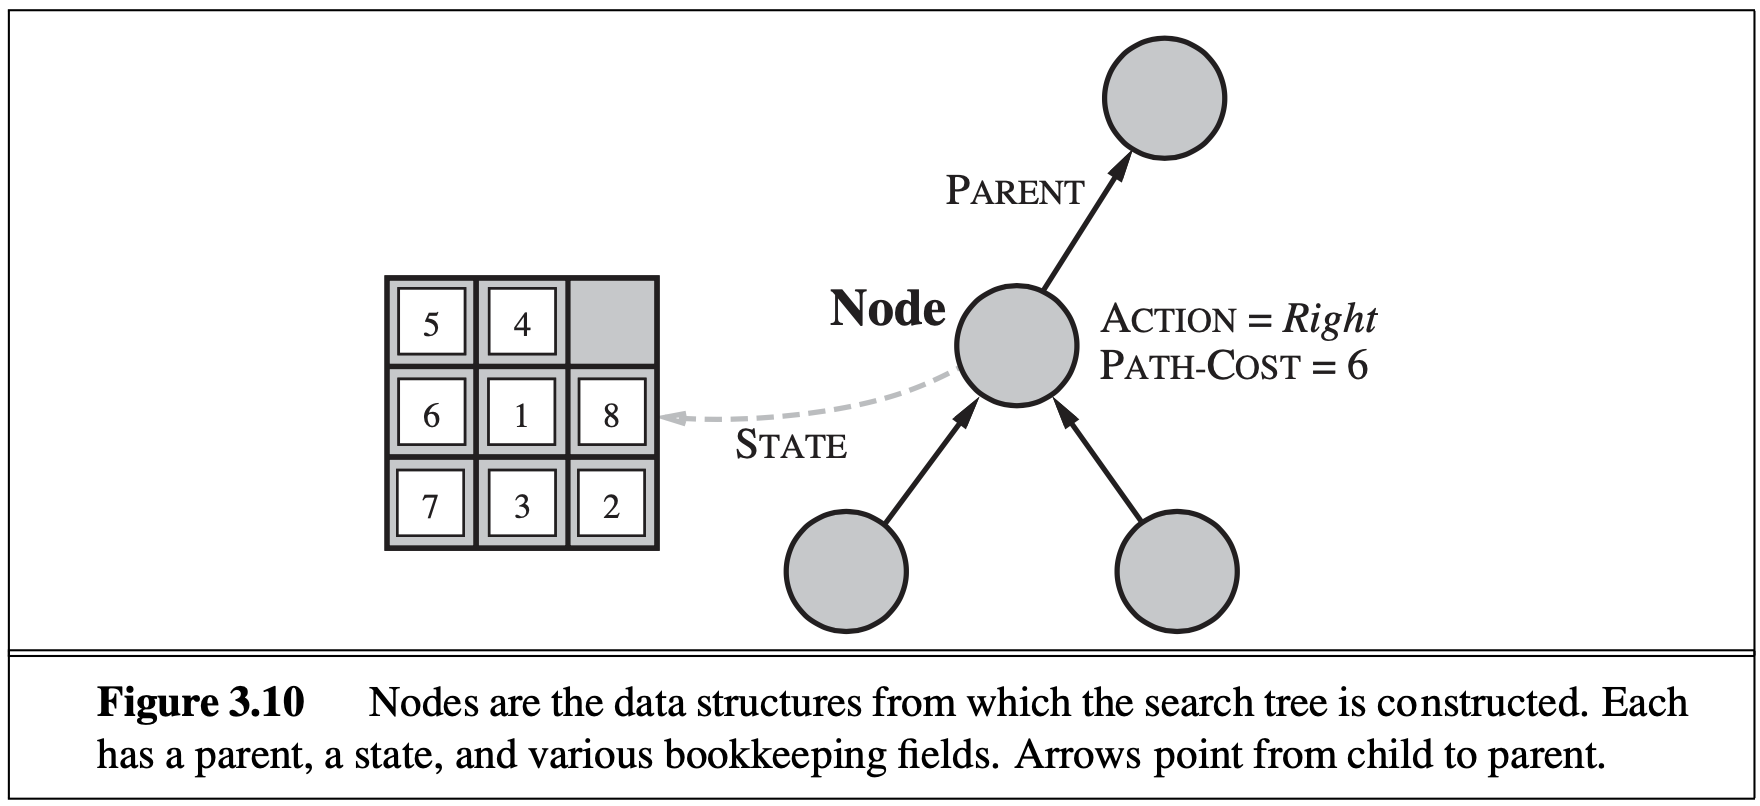 PARENT
Node
ACTION = Right
PATH-COST = 6
5 4
6 1 8
STATE
7 3 2
Figure 3.10 Nodes are the data structures from which the search tree is constructed. Each
has a parent, a state, and various bookkeeping fields. Arrows point from child to parent.